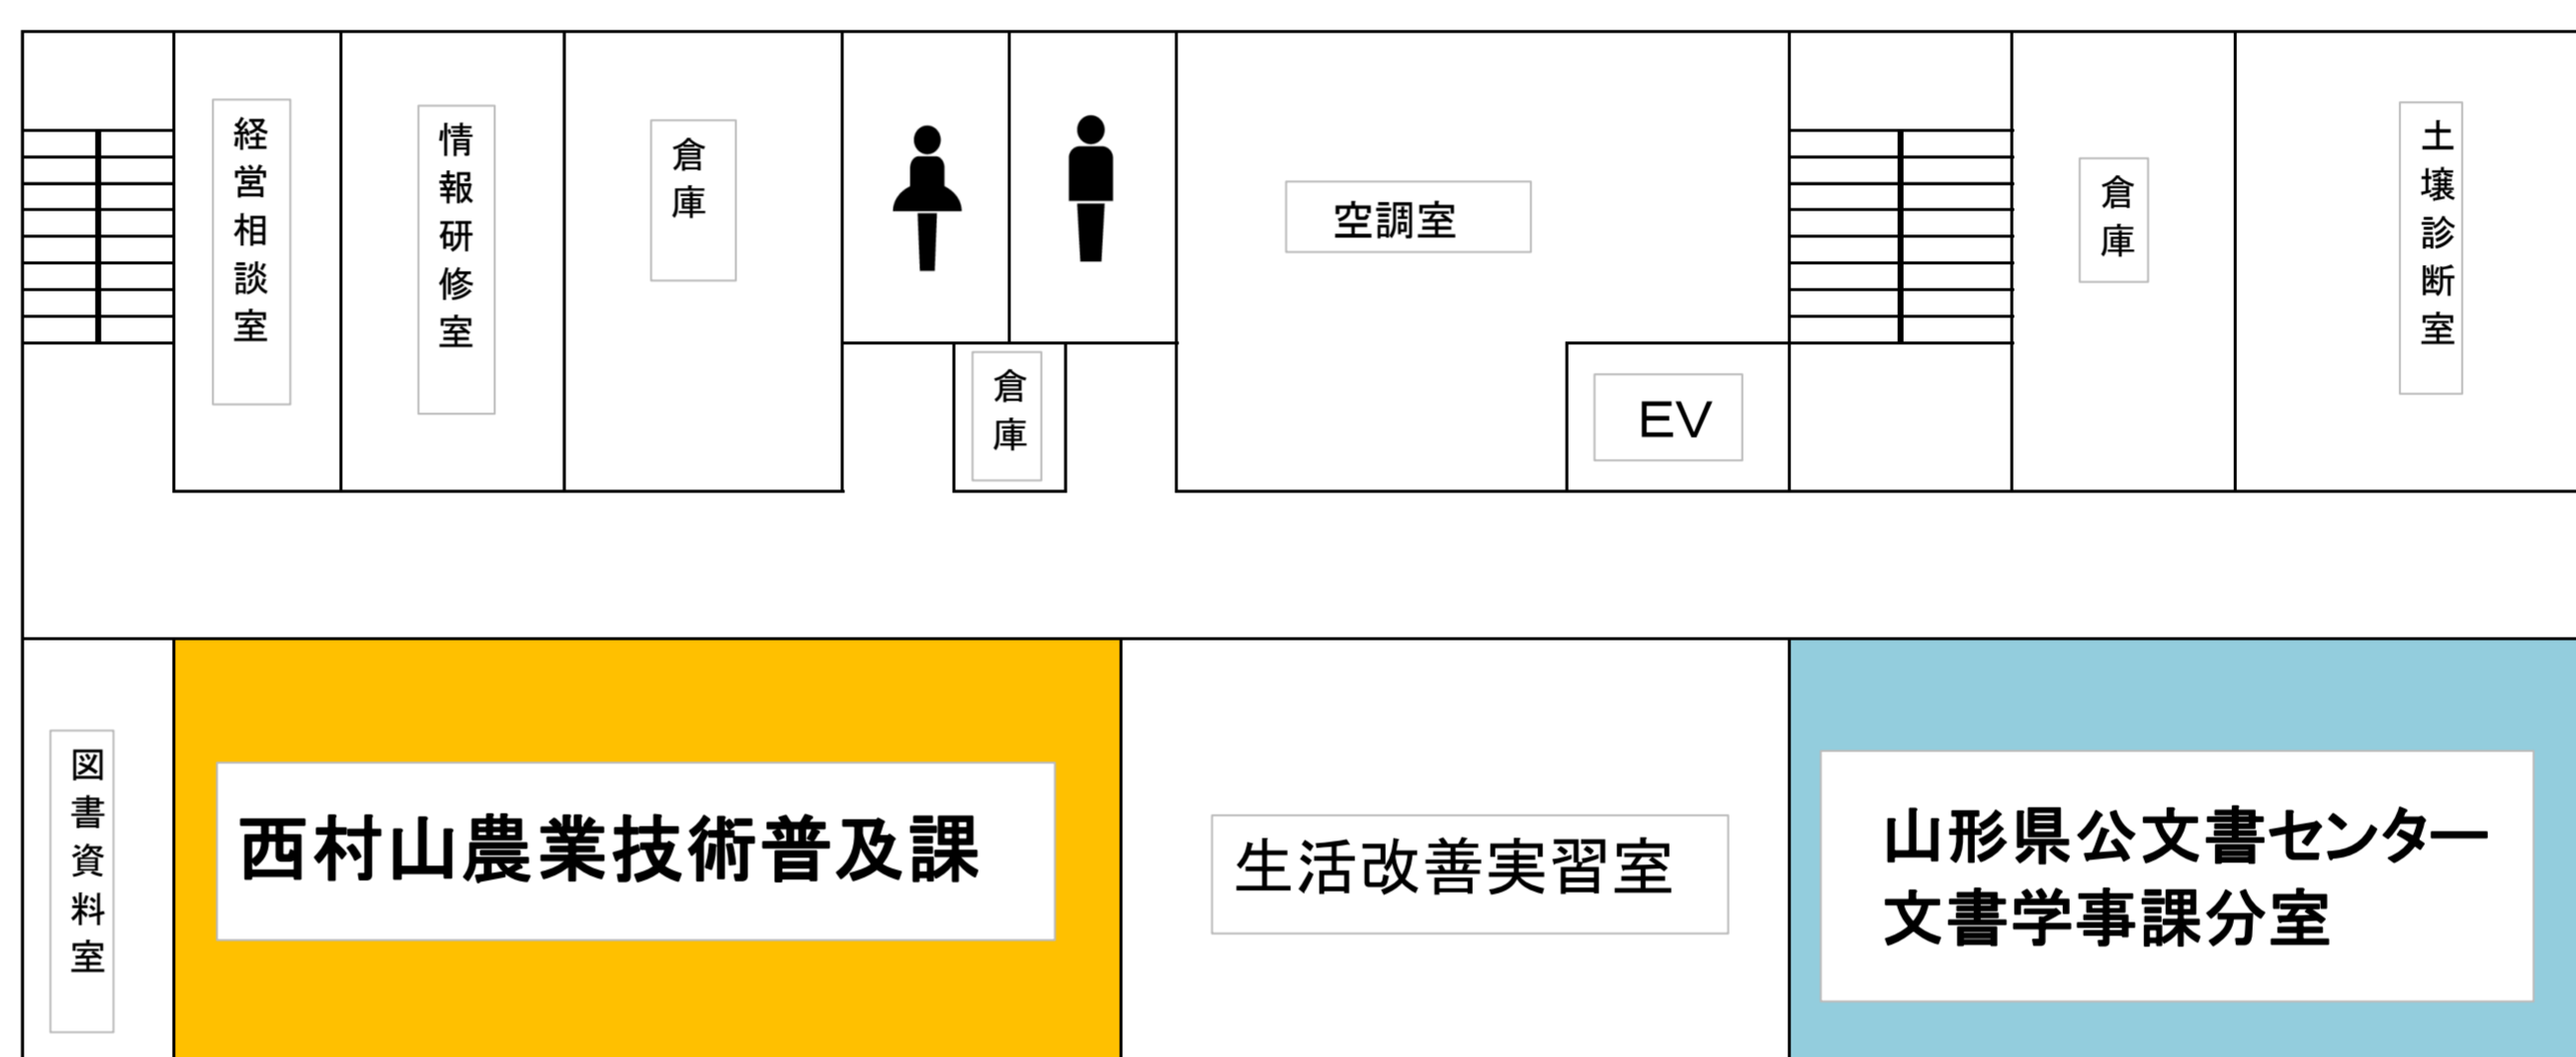 経営相談室
情報研修室
倉庫
倉庫
空調室
EV
倉庫
土壌診断室
図書資料室
西村山農業技術普及課
生活改善実習室
山形県公文書センター
文書学事課分室